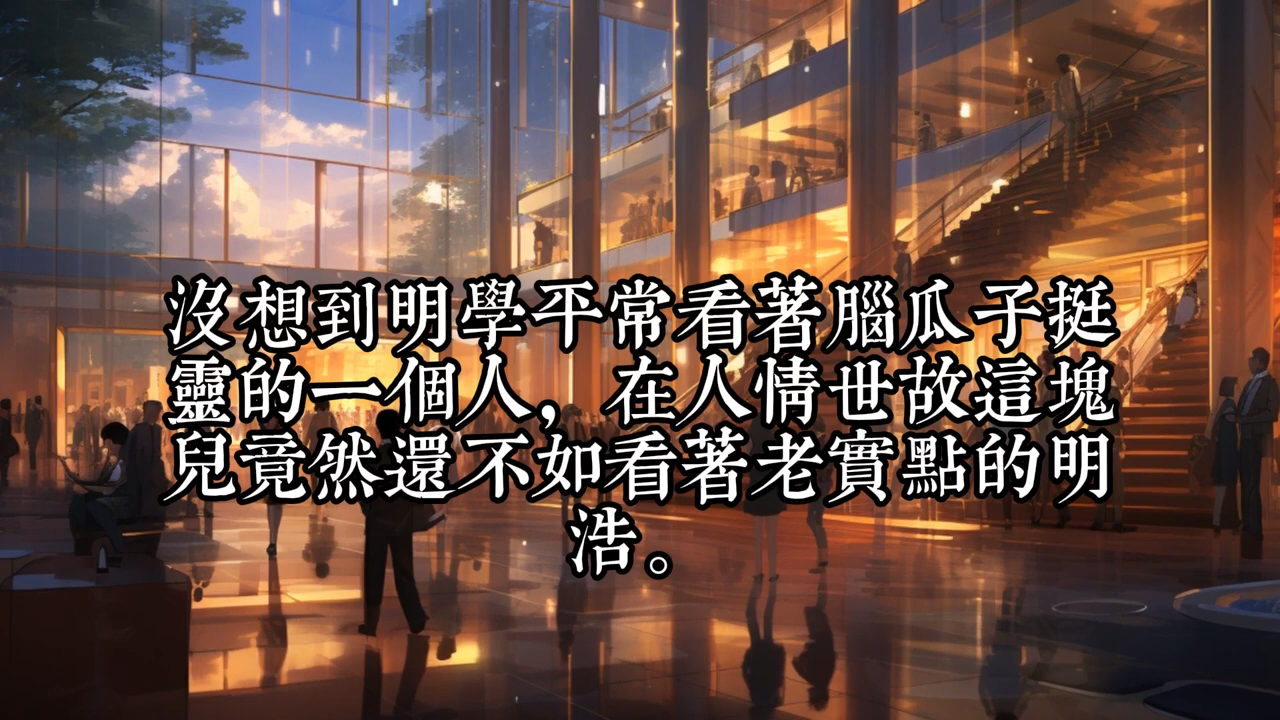 沒想到明學平常看著腦瓜子挺
靈的一個人，在人情世故這塊
兒竟然還不如看著老實點的明
浩。